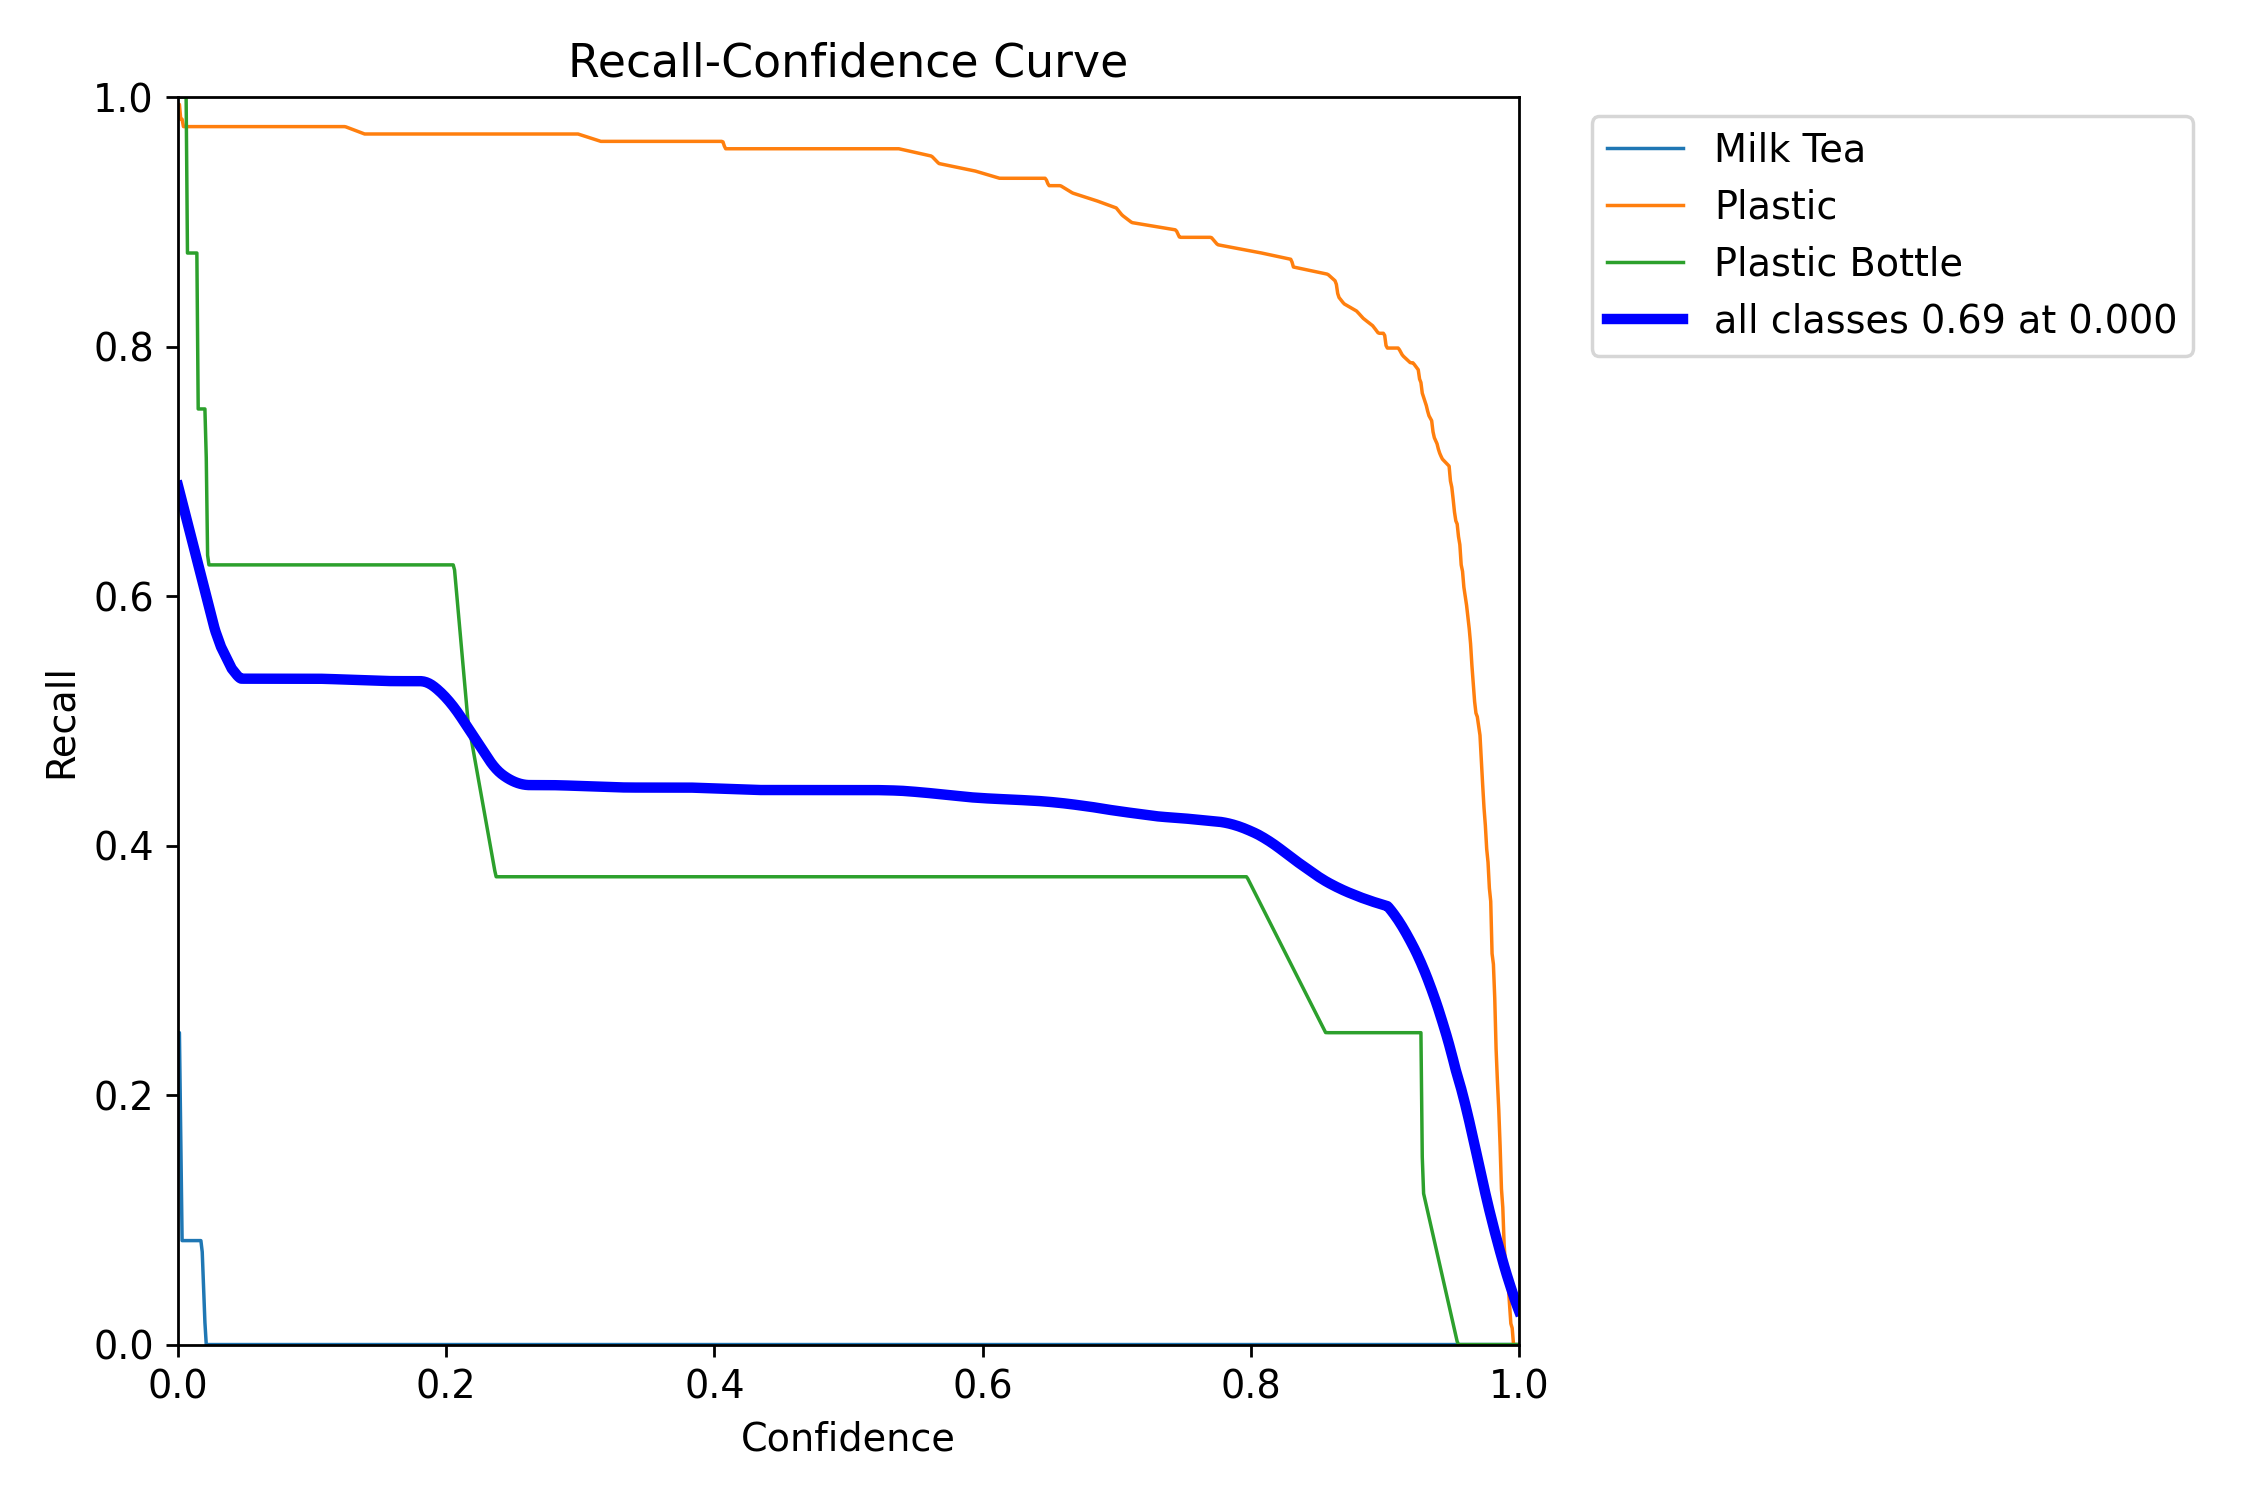 Recall-Confidence Curve
1.0
0.8
0.6
0.4
0.2
0.0
Recall
0.0 0.2 0.4 0.6 0.8 1.0
Confidence
Milk Tea
Plastic
Plastic Bottle
all classes 0.69 at 0.000